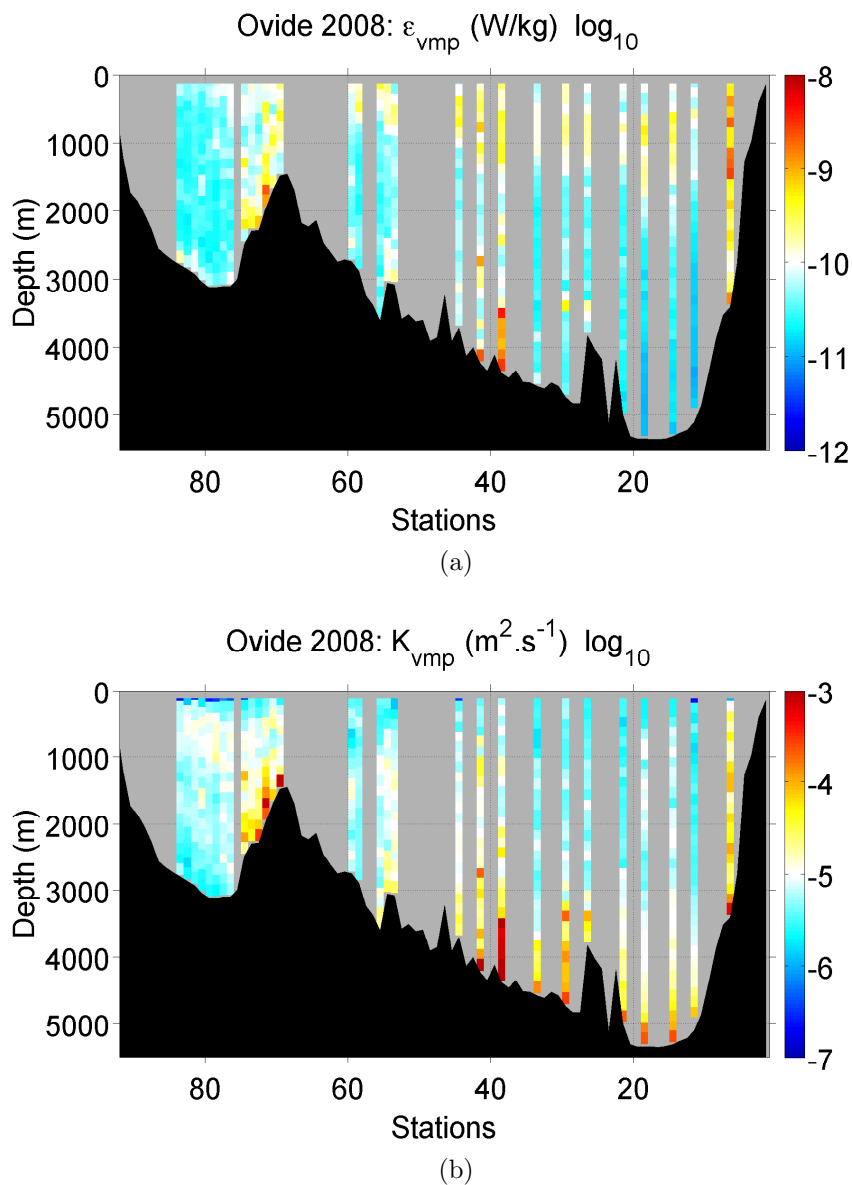 Ovide 2008: ε_vmp (W/kg) log_10
0
1000
2000
3000
4000
5000
Depth (m)
80 60 40 20
Stations
-8
-9
-10
-11
-12
(a)
Ovide 2008: K_vmp (m^2.s^-1) log_10
0
1000
2000
3000
4000
5000
Depth (m)
80 60 40 20
Stations
-3
-4
-5
-6
-7
(b)